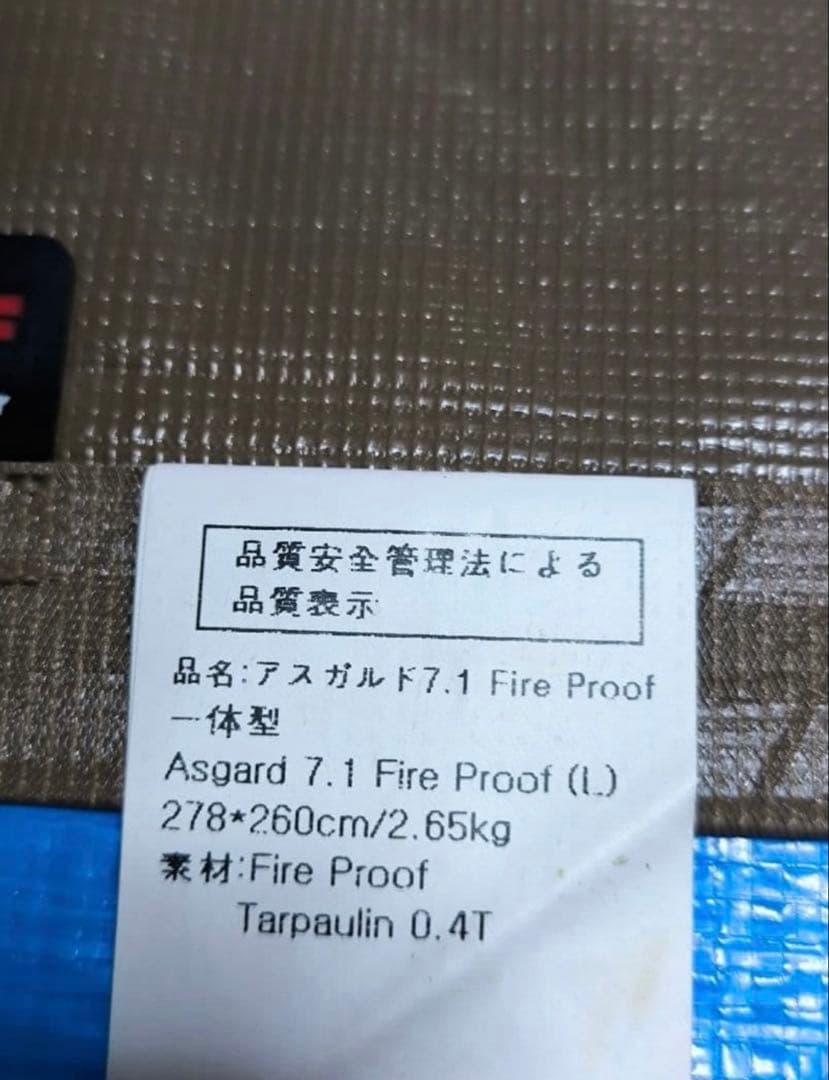 品質安全管理法による
品質表示
品名:アスガルド7.1 Fire Proof
一体型
Asgard 7.1 Fire Proof (L)
278*260cm/2.65kg
素材:Fire Proof
Tarpaulin 0.4T